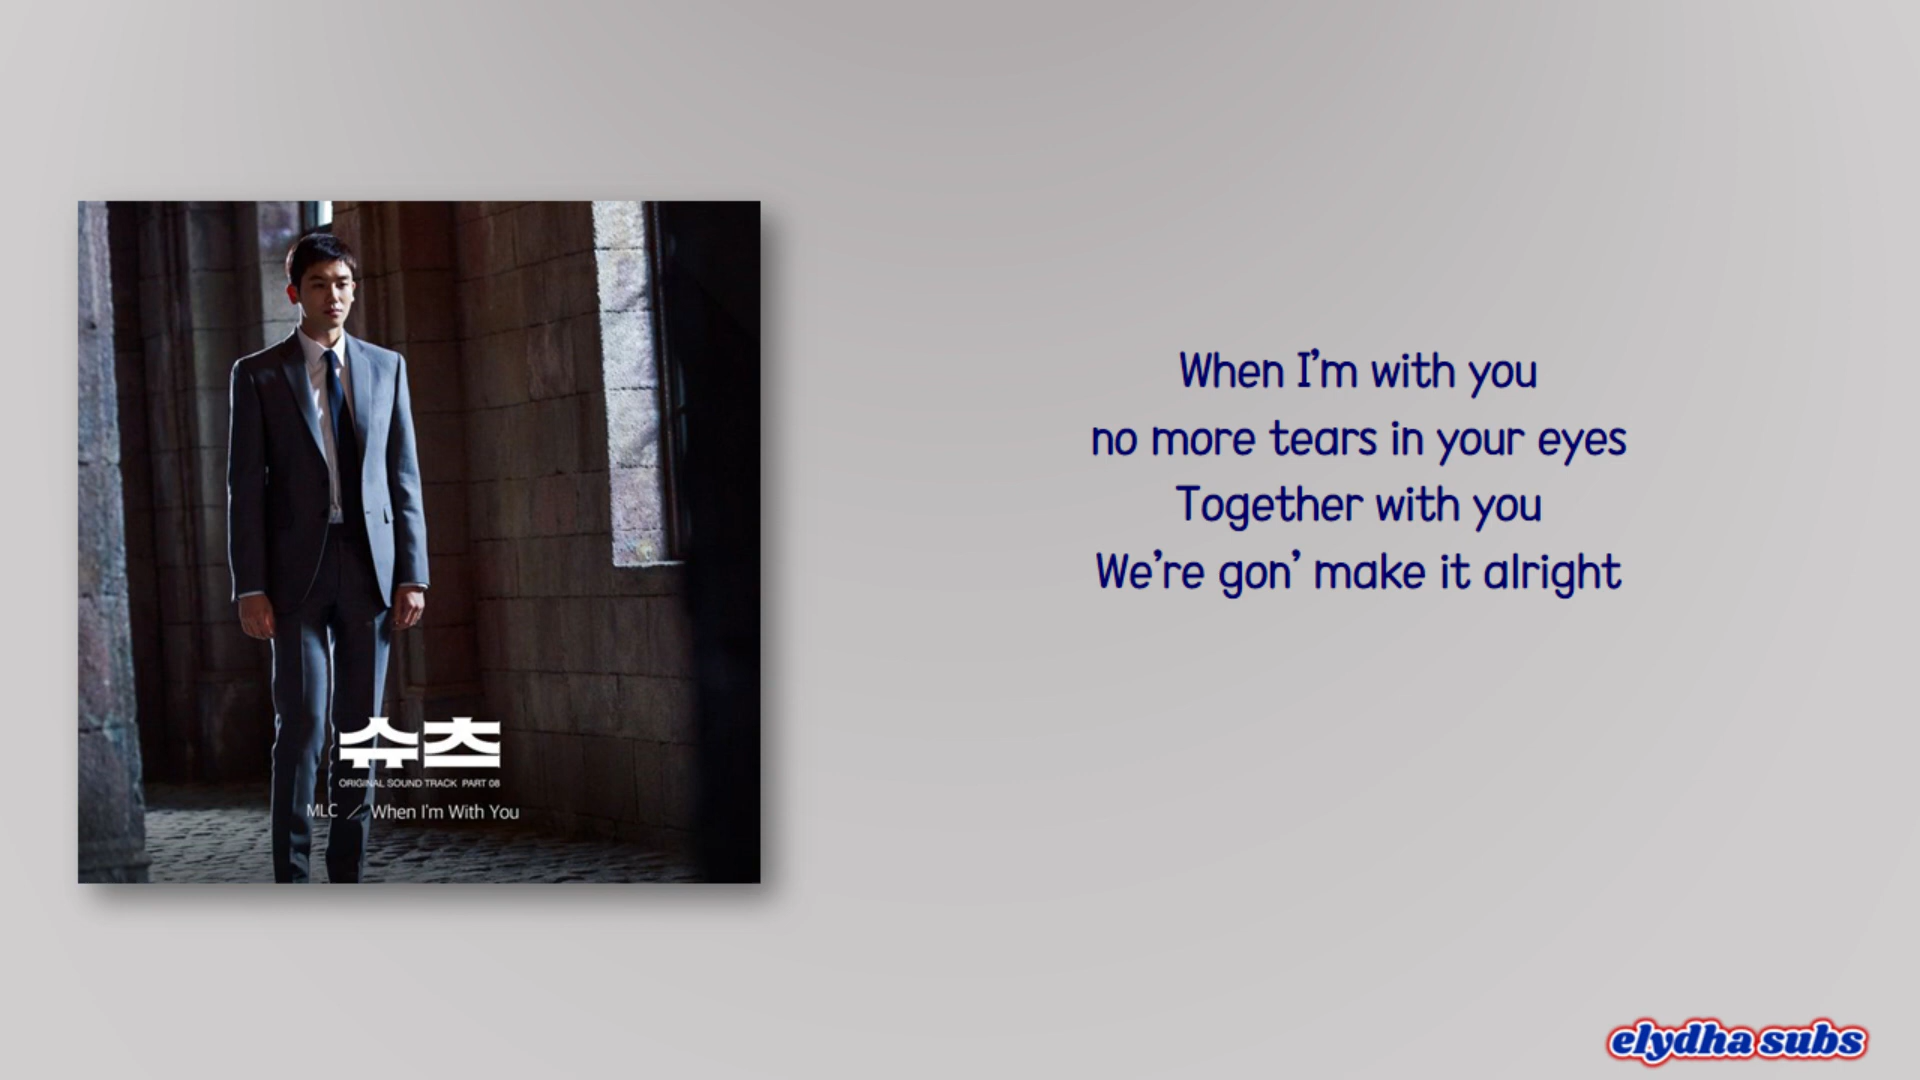 슈츠
ORIGINAL SOUND TRACK PART 08
MLC / When I'm With You
When I'm with you
no more tears in your eyes
Together with you
We're gon' make it alright
elydha subs